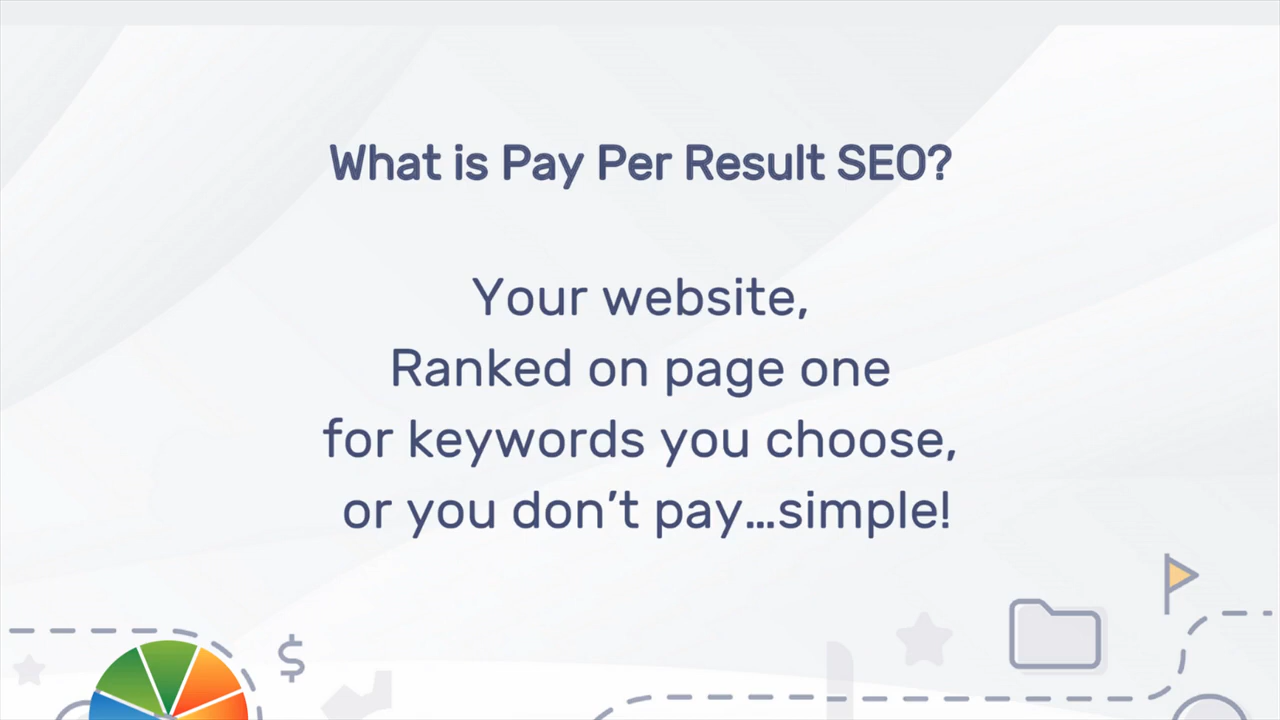 What is Pay Per Result SEO?
Your website,
Ranked on page one
for keywords you choose,
or you don’t pay...simple!
$